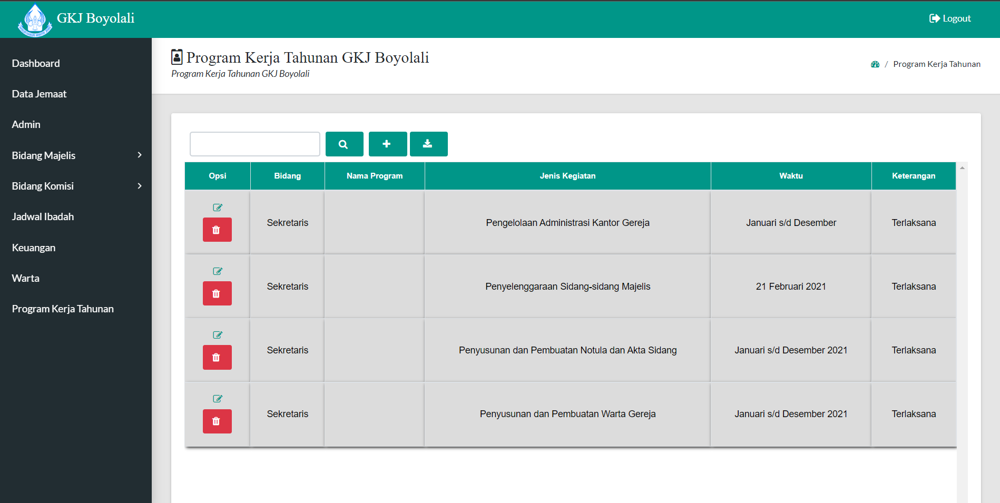 GKJ Boyolali
Logout
Dashboard
Data Jemaat
Admin
Bidang Majelis
Bidang Komisi
Jadwal Ibadah
Keuangan
Warta
Program Kerja Tahunan
Program Kerja Tahunan GKJ Boyolali
Program Kerja Tahunan GKJ Boyolali
/ Program Kerja Tahunan
Opsi Bidang Nama Program Jenis Kegiatan Waktu Keterangan
Sekretaris Pengelolaan Administrasi Kantor Gereja Januari s/d Desember Terlaksana
Sekretaris Penyelenggaraan Sidang-sidang Majelis 21 Februari 2021 Terlaksana
Sekretaris Penyusunan dan Pembuatan Notula dan Akta Sidang Januari s/d Desember 2021 Terlaksana
Sekretaris Penyusunan dan Pembuatan Warta Gereja Januari s/d Desember 2021 Terlaksana